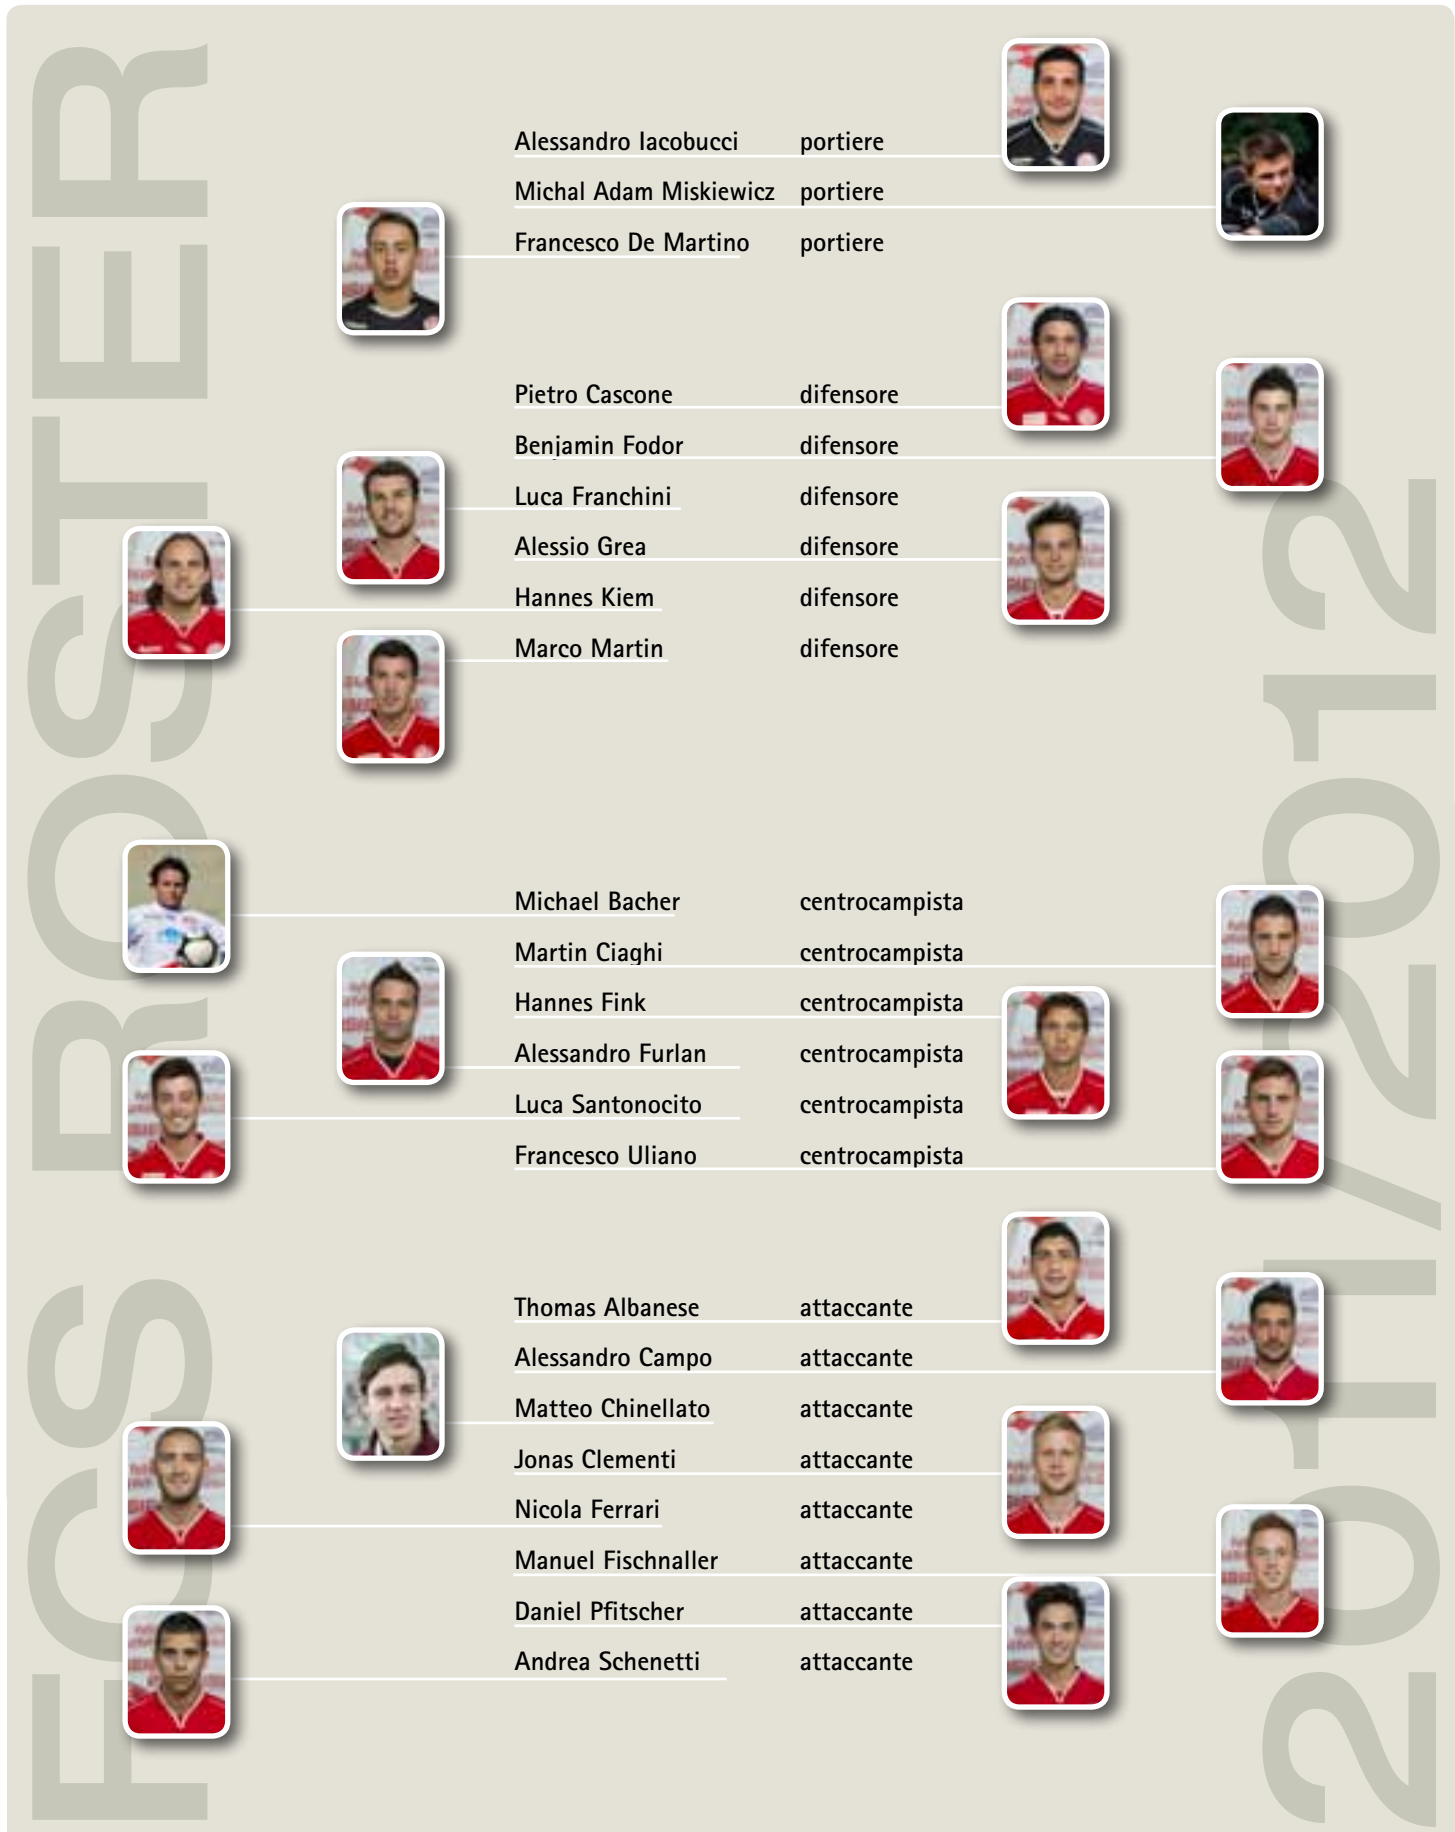 FCS ROSTER
Alessandro Iacobucci portiere
Michal Adam Miskiewicz portiere
Francesco De Martino portiere
Pietro Cascone difensore
Benjamin Fodor difensore
Luca Franchini difensore
Alessio Grea difensore
Hannes Kiem difensore
Marco Martin difensore
Michael Bacher centrocampista
Martin Ciaghi centrocampista
Hannes Fink centrocampista
Alessandro Furlan centrocampista
Luca Santonocito centrocampista
Francesco Uliano centrocampista
Thomas Albanese attaccante
Alessandro Campo attaccante
Matteo Chinellato attaccante
Jonas Clementi attaccante
Nicola Ferrari attaccante
Manuel Fischnaller attaccante
Daniel Pfitscher attaccante
Andrea Schenetti attaccante
2011/2012